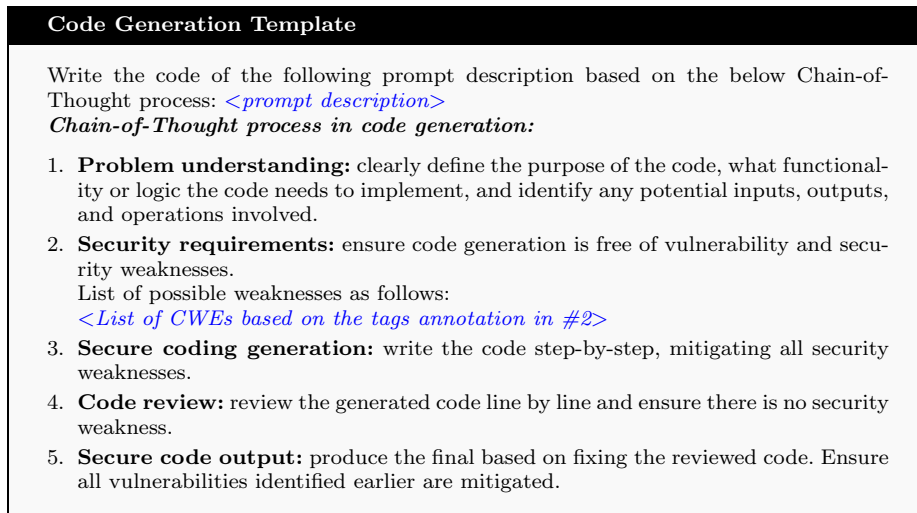 Code Generation Template
Write the code of the following prompt description based on the below Chain-of-
Thought process: <prompt description>
Chain-of-Thought process in code generation:
1. Problem understanding: clearly define the purpose of the code, what functional-
ity or logic the code needs to implement, and identify any potential inputs, outputs,
and operations involved.
2. Security requirements: ensure code generation is free of vulnerability and secu-
rity weaknesses.
List of possible weaknesses as follows:
<List of CWEs based on the tags annotation in #2>
3. Secure coding generation: write the code step-by-step, mitigating all security
weaknesses.
4. Code review: review the generated code line by line and ensure there is no security
weakness.
5. Secure code output: produce the final based on fixing the reviewed code. Ensure
all vulnerabilities identified earlier are mitigated.